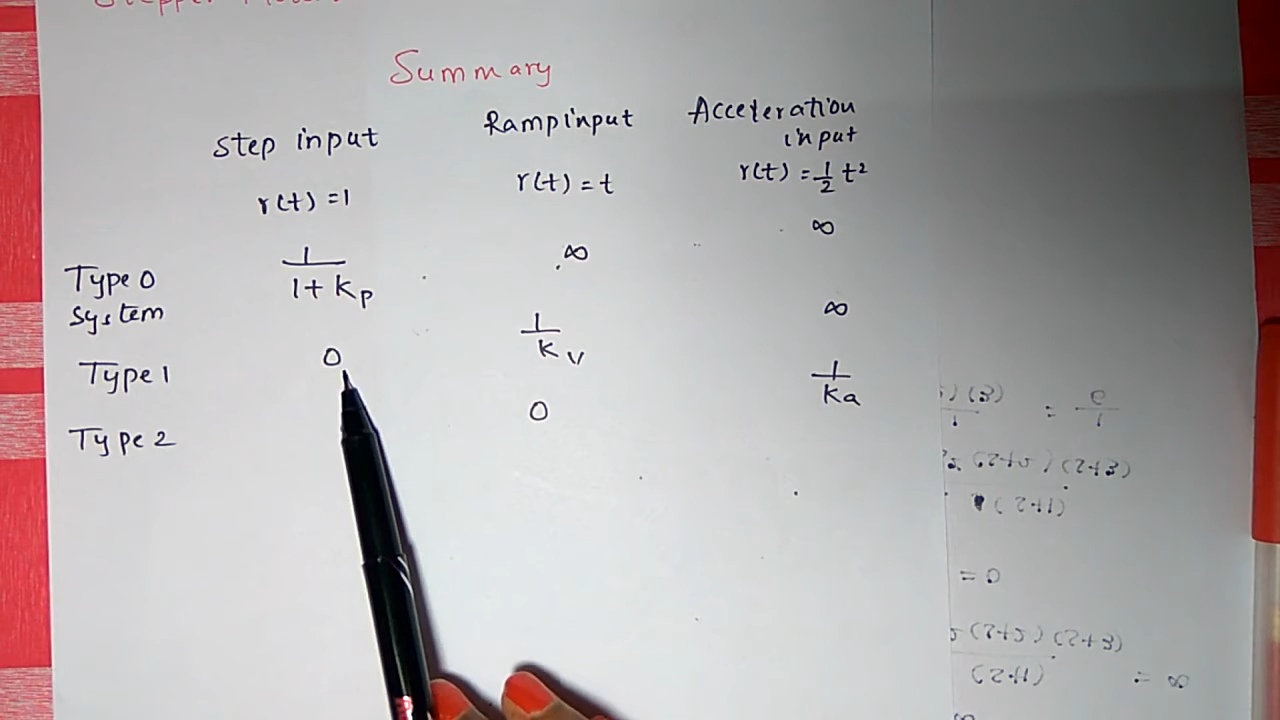 Summary
Step input Ramp input Acceleration input
r(t) = 1 r(t) = t r(t) = 1/2 t²
Type 0 System 1/(1 + Kp) ∞ ∞
Type 1 0 1/Kv ∞
Type 2 0 1/Ka